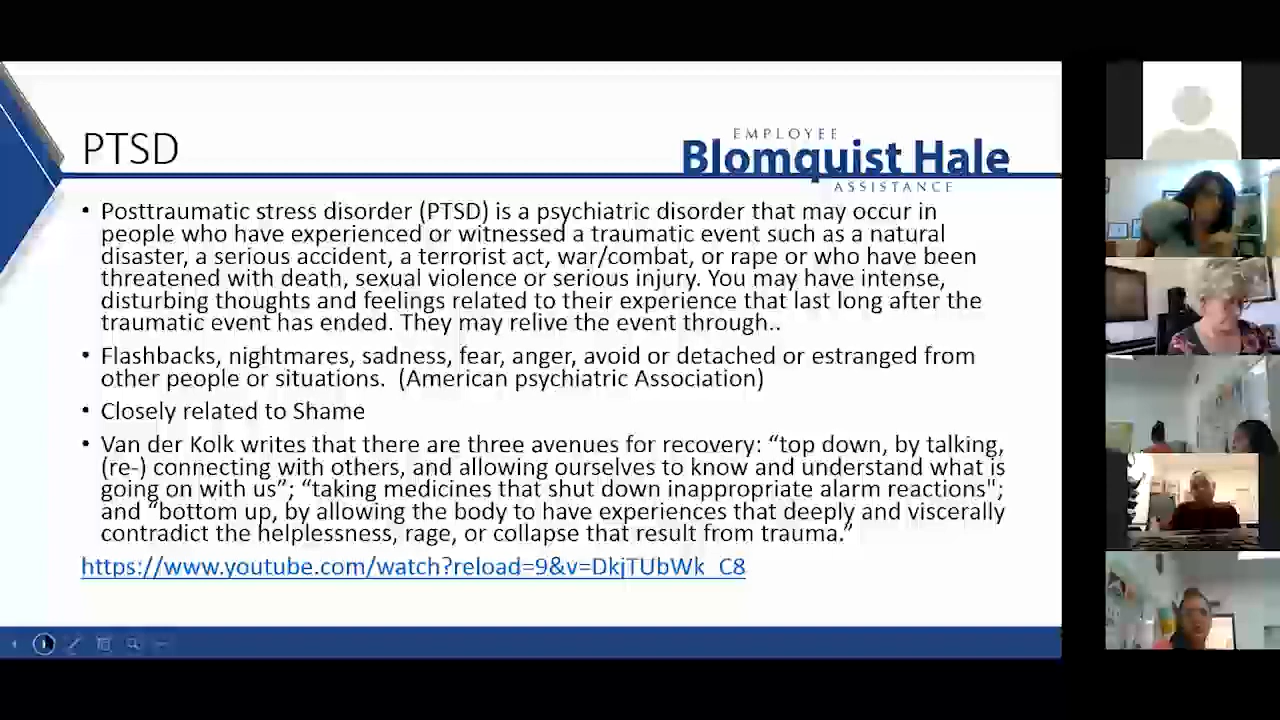 PTSD
EMPLOYEE
Blomquist Hale
ASSISTANCE
• Posttraumatic stress disorder (PTSD) is a psychiatric disorder that may occur in
people who have experienced or witnessed a traumatic event such as a natural
disaster, a serious accident, a terrorist act, war/combat, or rape or who have been
threatened with death, sexual violence or serious injury. You may have intense,
disturbing thoughts and feelings related to their experience that last long after the
traumatic event has ended. They may relive the event through..
• Flashbacks, nightmares, sadness, fear, anger, avoid or detached or estranged from
other people or situations. (American psychiatric Association)
• Closely related to Shame
• Van der Kolk writes that there are three avenues for recovery: “top down, by talking,
(re-) connecting with others, and allowing ourselves to know and understand what is
going on with us”; “taking medicines that shut down inappropriate alarm reactions";
and “bottom up, by allowing the body to have experiences that deeply and viscerally
contradict the helplessness, rage, or collapse that result from trauma.”
https://www.youtube.com/watch?reload=9&v=DkjTUbWk_C8